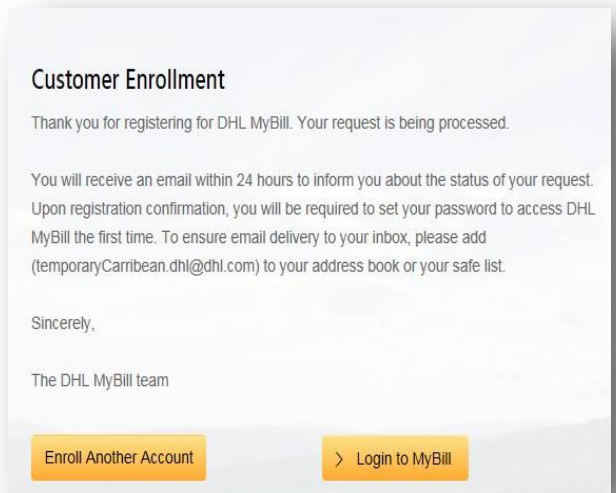 Customer Enrollment
Thank you for registering for DHL MyBill. Your request is being processed.
You will receive an email within 24 hours to inform you about the status of your request.
Upon registration confirmation, you will be required to set your password to access DHL
MyBill the first time. To ensure email delivery to your inbox, please add
(temporaryCarribean.dhl@dhl.com) to your address book or your safe list.
Sincerely,
The DHL MyBill team
Enroll Another Account
> Login to MyBill